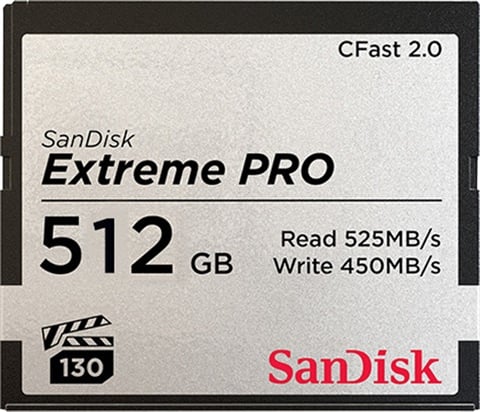 CFast 2.0
SanDisk
Extreme PRO
512 GB
Read 525MB/s
Write 450MB/s
130
SanDisk